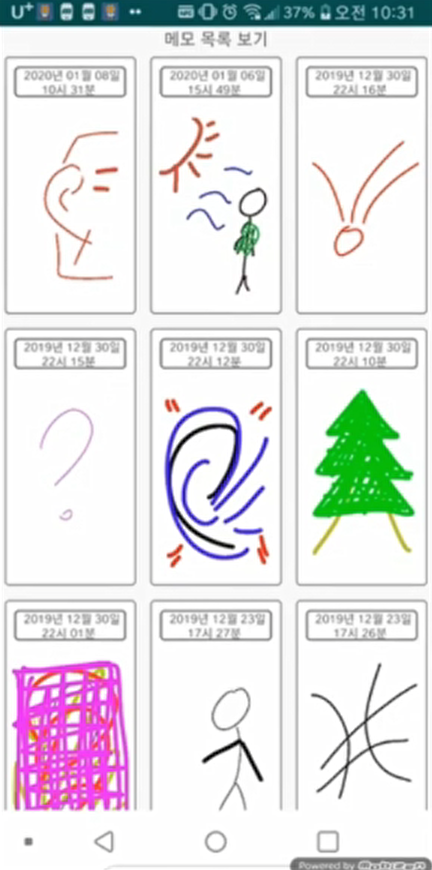 U+ 37% 오전 10:31
메모 목록 보기
2020년 01월 08일
10시 31분
2020년 01월 06일
15시 49분
2019년 12월 30일
22시 16분
2019년 12월 30일
22시 15분
2019년 12월 30일
22시 12분
2019년 12월 30일
22시 10분
?
2019년 12월 30일
22시 01분
2019년 12월 23일
17시 27분
2019년 12월 23일
17시 26분
Powered by